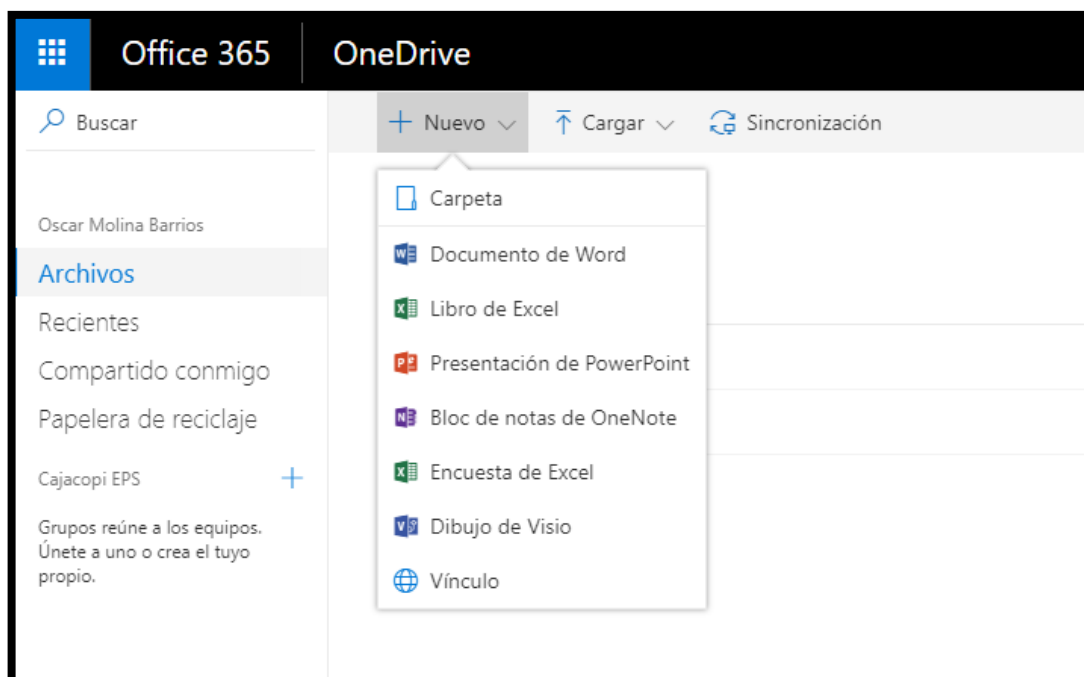 Office 365
OneDrive
Buscar
Nuevo
Cargar
Sincronización
Oscar Molina Barrios
Archivos
Recientes
Compartido conmigo
Papelera de reciclaje
Cajacopi EPS
Grupos reúne a los equipos.
Únete a uno o crea el tuyo
propio.
Carpeta
Documento de Word
Libro de Excel
Presentación de PowerPoint
Bloc de notas de OneNote
Encuesta de Excel
Dibujo de Visio
Vínculo